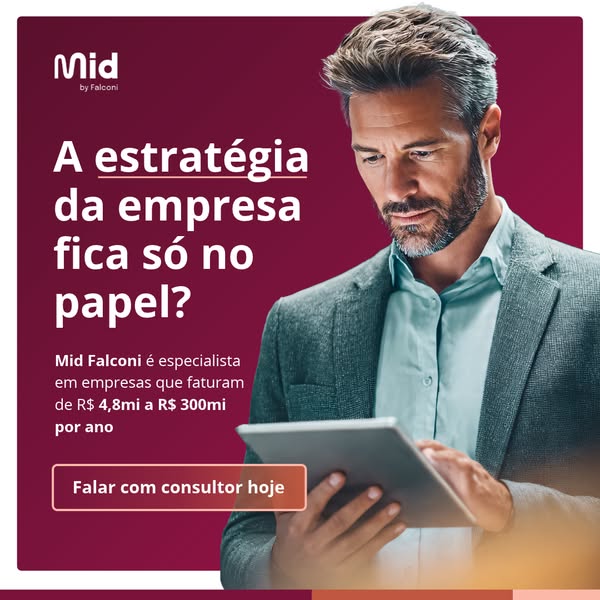 Mid
by Falconi
A estratégia
da empresa
fica só no
papel?
Mid Falconi é especialista
em empresas que faturam
de R$ 4,8mi a R$ 300mi
por ano
Falar com consultor hoje